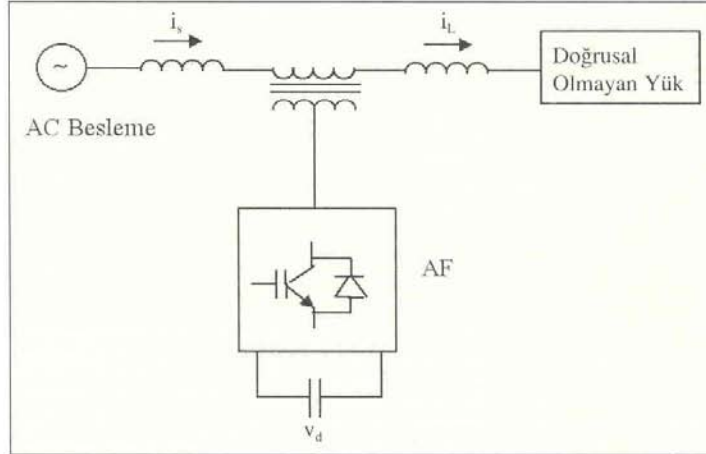 i_s
i_L
~
Doğrusal
Olmayan Yük
AC Besleme
AF
v_d